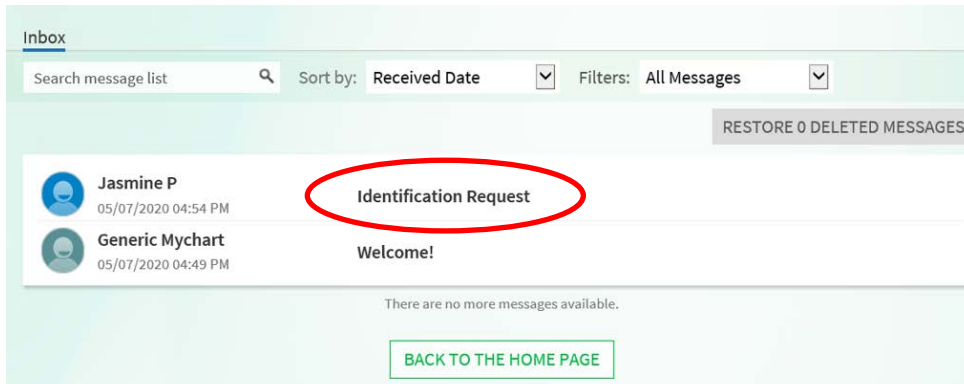 Inbox
Search message list Sort by: Received Date Filters: All Messages
RESTORE 0 DELETED MESSAGES
Jasmine P
Identification Request
05/07/2020 04:54 PM
Generic Mychart
Welcome!
05/07/2020 04:49 PM
There are no more messages available.
BACK TO THE HOME PAGE